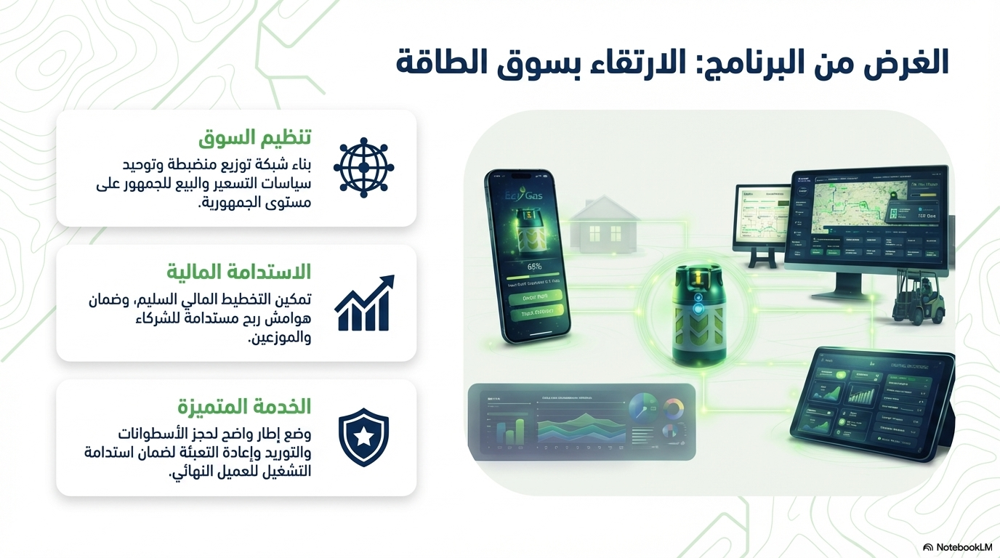 الغرض من البرنامج: الارتقاء بسوق الطاقة
تنظيم السوق
بناء شبكة توزيع منضبطة وتوحيد
سياسات التسعير والبيع للجمهور على
مستوى الجمهورية.
الاستدامة المالية
تمكين التخطيط المالي السليم، وضمان
هوامش ربح مستدامة للشركاء
والموزعين.
الخدمة المتميزة
وضع إطار واضح لحجز الأسطوانات
والتوريد وإعادة التعبئة لضمان استدامة
التشغيل للعميل النهائي.
Gas
65%
NotebookLM